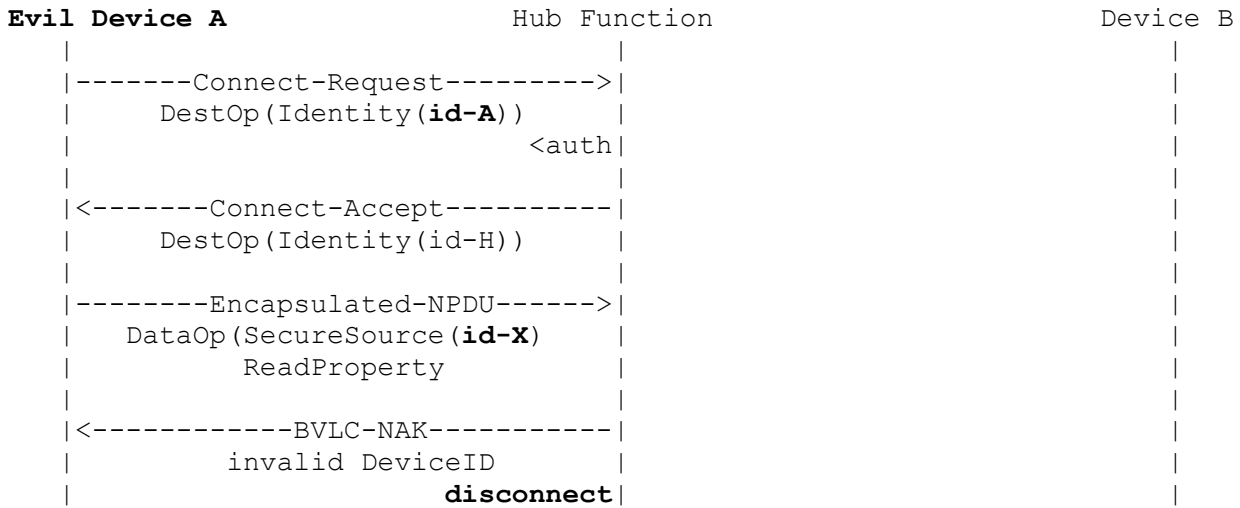 Evil Device A Hub Function Device B
| | |
|-------Connect-Request--------->| |
| DestOp(Identity(id-A)) | |
| <auth| |
| | |
|<-------Connect-Accept----------| |
| DestOp(Identity(id-H)) | |
| | |
|--------Encapsulated-NPDU------>| |
| DataOp(SecureSource(id-X) | |
| ReadProperty | |
| | |
|<------------BVLC-NAK-----------| |
| invalid DeviceID | |
| disconnect| |